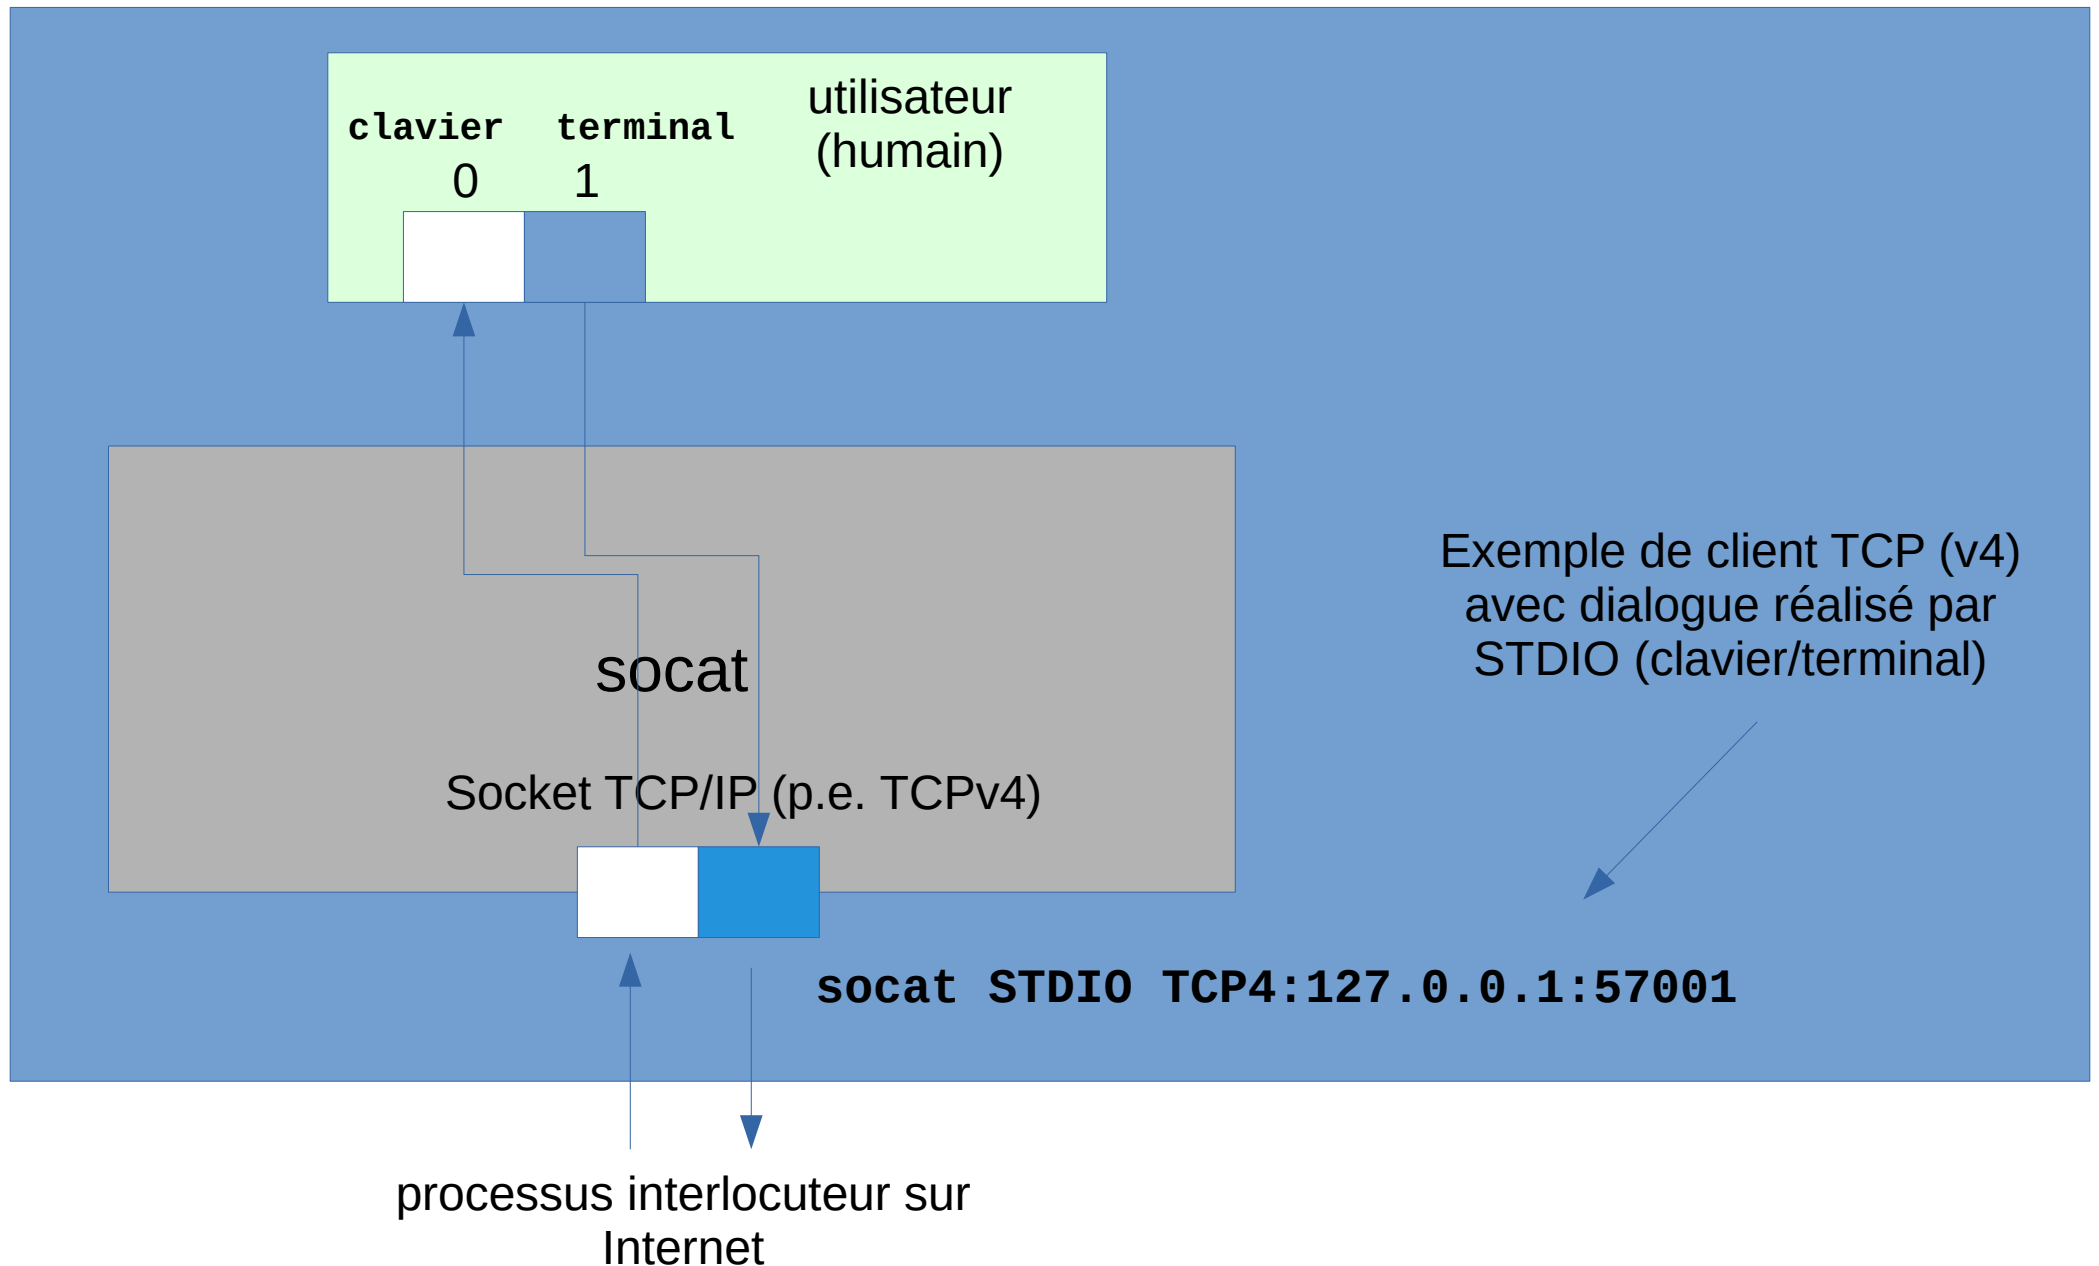 utilisateur
(humain)
clavier terminal
0 1
socat
Socket TCP/IP (p.e. TCPv4)
Exemple de client TCP (v4)
avec dialogue réalisé par
STDIO (clavier/terminal)
socat STDIO TCP4:127.0.0.1:57001
processus interlocuteur sur
Internet